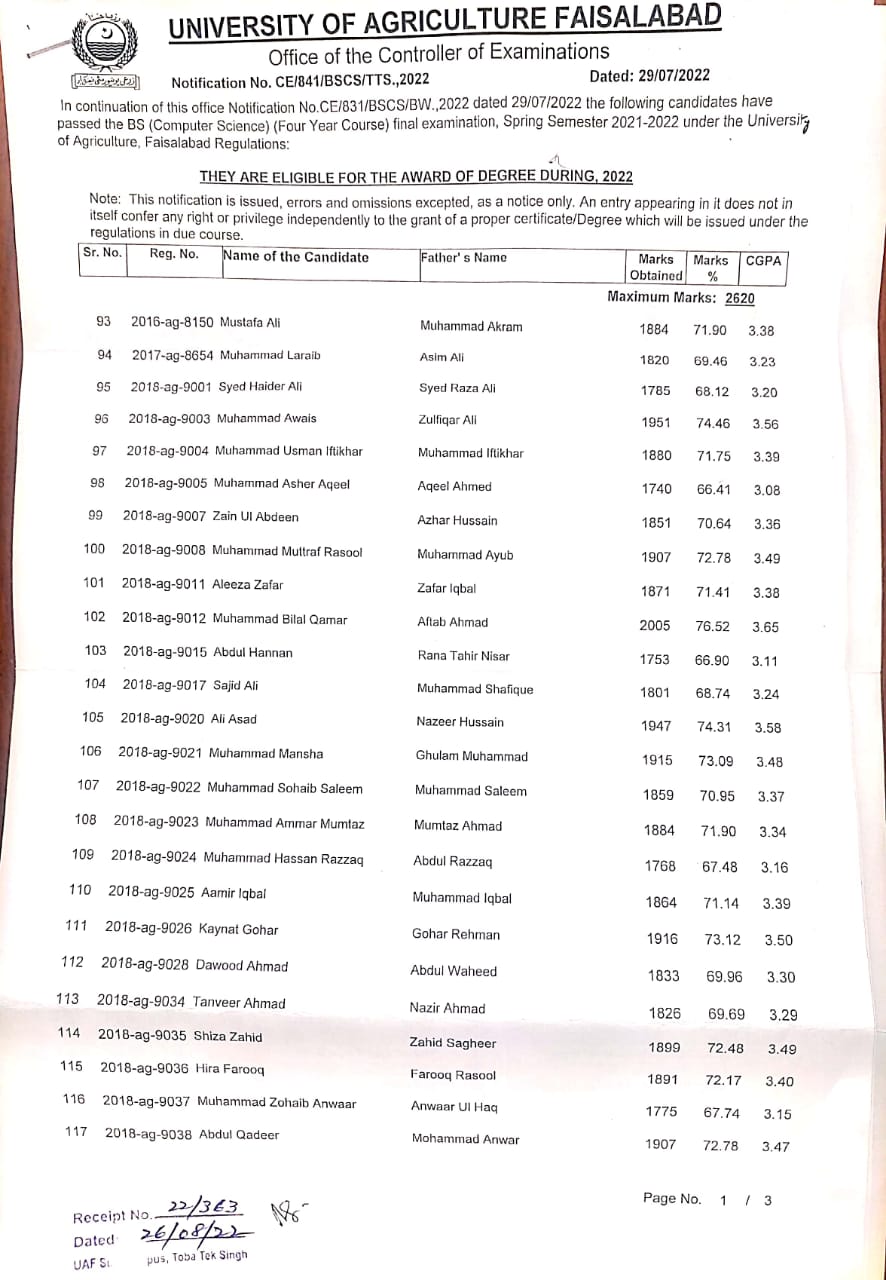 UNIVERSITY OF AGRICULTURE FAISALABAD
Office of the Controller of Examinations
Notification No. CE/841/BSCS/TTS.,2022 Dated: 29/07/2022
In continuation of this office Notification No.CE/831/BSCS/BW.,2022 dated 29/07/2022 the following candidates have
passed the BS (Computer Science) (Four Year Course) final examination, Spring Semester 2021-2022 under the University
of Agriculture, Faisalabad Regulations:
THEY ARE ELIGIBLE FOR THE AWARD OF DEGREE DURING, 2022
Note: This notification is issued, errors and omissions excepted, as a notice only. An entry appearing in it does not in
itself confer any right or privilege independently to the grant of a proper certificate/Degree which will be issued under the
regulations in due course.
Sr. No. Reg. No. Name of the Candidate Father' s Name Marks Obtained Marks % CGPA
Maximum Marks: 2620
93 2016-ag-8150 Mustafa Ali Muhammad Akram 1884 71.90 3.38
94 2017-ag-8654 Muhammad Laraib Asim Ali 1820 69.46 3.23
95 2018-ag-9001 Syed Haider Ali Syed Raza Ali 1785 68.12 3.20
96 2018-ag-9003 Muhammad Awais Zulfiqar Ali 1951 74.46 3.56
97 2018-ag-9004 Muhammad Usman Iftikhar Muhammad Iftikhar 1880 71.75 3.39
98 2018-ag-9005 Muhammad Asher Aqeel Aqeel Ahmed 1740 66.41 3.08
99 2018-ag-9007 Zain Ul Abdeen Azhar Hussain 1851 70.64 3.36
100 2018-ag-9008 Muhammad Muttraf Rasool Muhammad Ayub 1907 72.78 3.49
101 2018-ag-9011 Aleeza Zafar Zafar Iqbal 1871 71.41 3.38
102 2018-ag-9012 Muhammad Bilal Qamar Aftab Ahmad 2005 76.52 3.65
103 2018-ag-9015 Abdul Hannan Rana Tahir Nisar 1753 66.90 3.11
104 2018-ag-9017 Sajid Ali Muhammad Shafique 1801 68.74 3.24
105 2018-ag-9020 Ali Asad Nazeer Hussain 1947 74.31 3.58
106 2018-ag-9021 Muhammad Mansha Ghulam Muhammad 1915 73.09 3.48
107 2018-ag-9022 Muhammad Sohaib Saleem Muhammad Saleem 1859 70.95 3.37
108 2018-ag-9023 Muhammad Ammar Mumtaz Mumtaz Ahmad 1884 71.90 3.34
109 2018-ag-9024 Muhammad Hassan Razzaq Abdul Razzaq 1768 67.48 3.16
110 2018-ag-9025 Aamir Iqbal Muhammad Iqbal 1864 71.14 3.39
111 2018-ag-9026 Kaynat Gohar Gohar Rehman 1916 73.12 3.50
112 2018-ag-9028 Dawood Ahmad Abdul Waheed 1833 69.96 3.30
113 2018-ag-9034 Tanveer Ahmad Nazir Ahmad 1826 69.69 3.29
114 2018-ag-9035 Shiza Zahid Zahid Sagheer 1899 72.48 3.49
115 2018-ag-9036 Hira Farooq Farooq Rasool 1891 72.17 3.40
116 2018-ag-9037 Muhammad Zohaib Anwaar Anwaar Ul Haq 1775 67.74 3.15
117 2018-ag-9038 Abdul Qadeer Mohammad Anwar 1907 72.78 3.47
Page No. 1 / 3
Receipt No. 22/363
Dated 26/08/22
UAF pus, Toba Tek Singh